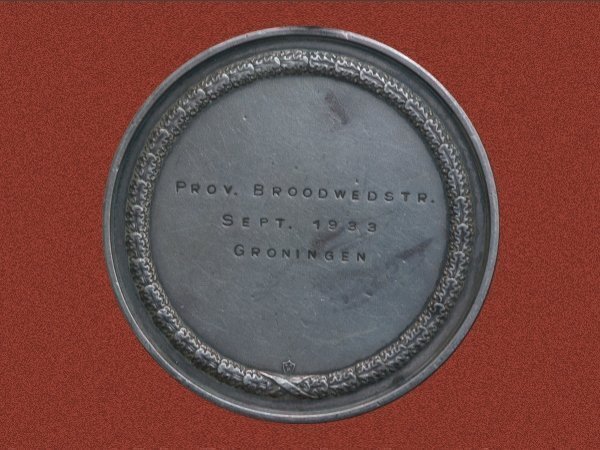 PROV. BROODWEDSTR.
SEPT. 1933
GRONINGEN